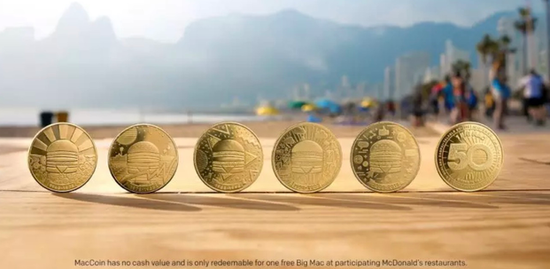 50
MacCoin has no cash value and is only redeemable for one free Big Mac at participating McDonald's restaurants.